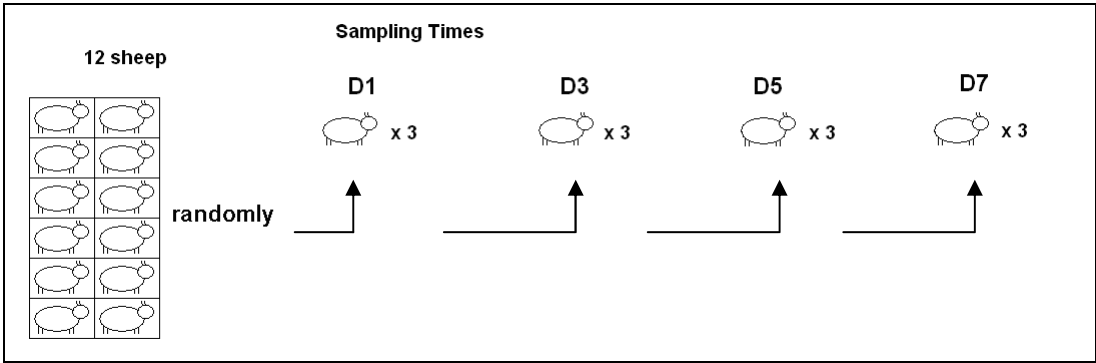 Sampling Times
12 sheep
D1
D3
D5
D7
x 3
x 3
x 3
x 3
randomly